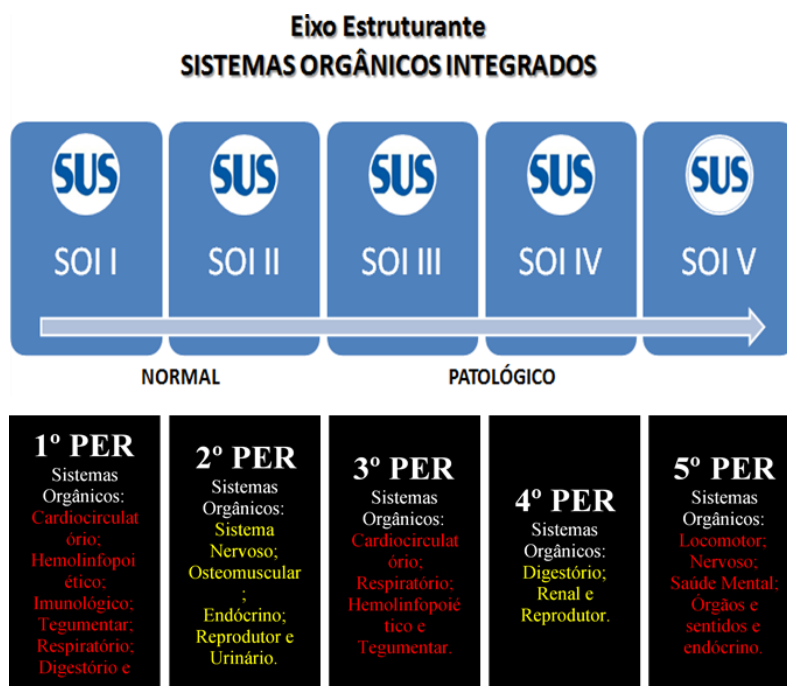 Eixo Estruturante
SISTEMAS ORGÂNICOS INTEGRADOS
SUS
SUS
SUS
SUS
SUS
SOI I
SOI II
SOI III
SOI IV
SOI V
NORMAL
PATOLÓGICO
1º PER
Sistemas
Orgânicos:
Cardiocirculat
ório;
Hemolinfopoi
ético;
Imunológico;
Tegumentar;
Respiratório;
Digestório e
2º PER
Sistemas
Orgânicos:
Sistema
Nervoso;
Osteomuscular
;
Endócrino;
Reprodutor e
Urinário.
3º PER
Sistemas
Orgânicos:
Cardiocirculat
ório;
Respiratório;
Hemolinfopoié
tico e
Tegumentar.
4º PER
Sistemas
Orgânicos:
Digestório;
Renal e
Reprodutor.
5º PER
Sistemas
Orgânicos:
Locomotor;
Nervoso;
Saúde Mental;
Órgãos e
sentidos e
endócrino.